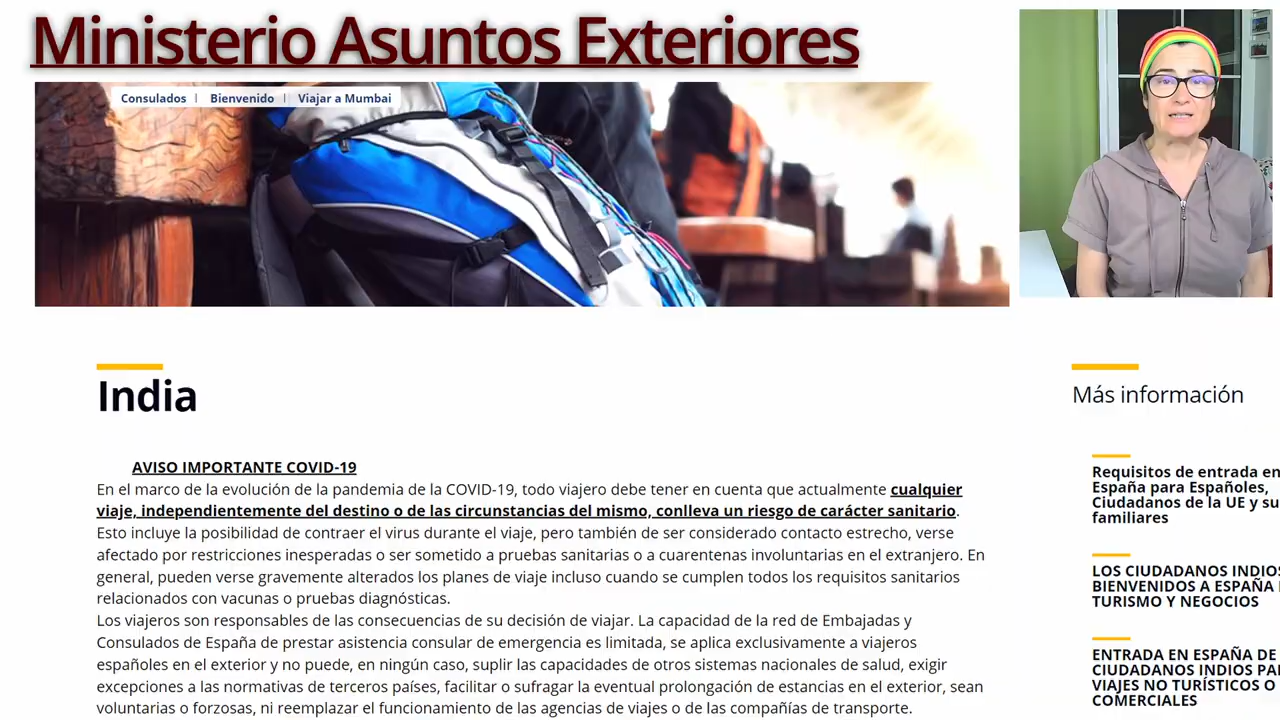 Ministerio Asuntos Exteriores
Consulados | Bienvenido | Viajar a Mumbai
India
AVISO IMPORTANTE COVID-19
En el marco de la evolución de la pandemia de la COVID-19, todo viajero debe tener en cuenta que actualmente cualquier
viaje, independientemente del destino o de las circunstancias del mismo, conlleva un riesgo de carácter sanitario.
Esto incluye la posibilidad de contraer el virus durante el viaje, pero también de ser considerado contacto estrecho, verse
afectado por restricciones inesperadas o ser sometido a pruebas sanitarias o a cuarentenas involuntarias en el extranjero. En
general, pueden verse gravemente alterados los planes de viaje incluso cuando se cumplen todos los requisitos sanitarios
relacionados con vacunas o pruebas diagnósticas.
Los viajeros son responsables de las consecuencias de su decisión de viajar. La capacidad de la red de Embajadas y
Consulados de España de prestar asistencia consular de emergencia es limitada, se aplica exclusivamente a viajeros
españoles en el exterior y no puede, en ningún caso, suplir las capacidades de otros sistemas nacionales de salud, exigir
excepciones a las normativas de terceros países, facilitar o sufragar la eventual prolongación de estancias en el exterior, sean
voluntarias o forzosas, ni reemplazar el funcionamiento de las agencias de viajes o de las compañías de transporte.
Más información
Requisitos de entrada en
España para Españoles,
Ciudadanos de la UE y su
familiares
LOS CIUDADANOS INDIOS
BIENVENIDOS A ESPAÑA
TURISMO Y NEGOCIOS
ENTRADA EN ESPAÑA DE
CIUDADANOS INDIOS PA
VIAJES NO TURÍSTICOS O
COMERCIALES